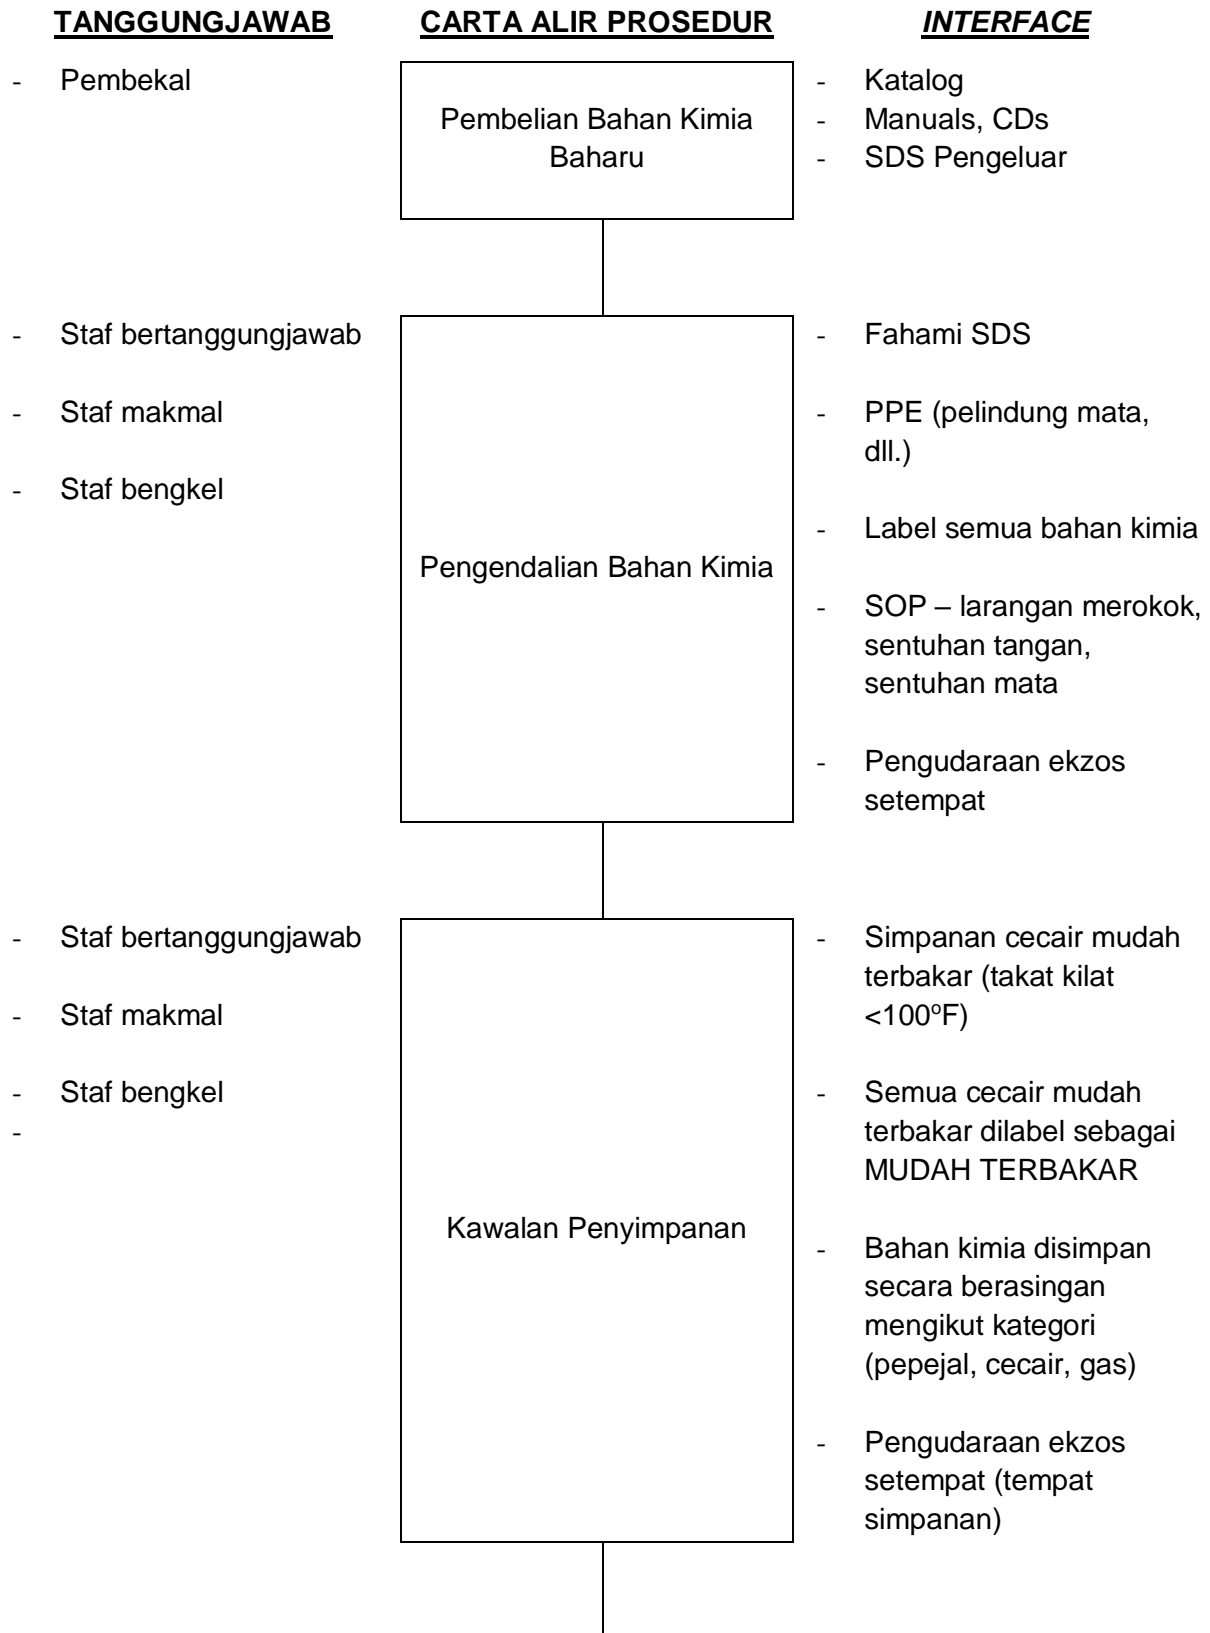 TANGGUNGJAWAB CARTA ALIR PROSEDUR INTERFACE
- Pembekal
Pembelian Bahan Kimia
Baharu
- Katalog
- Manuals, CDs
- SDS Pengeluar
- Staf bertanggungjawab
- Staf makmal
- Staf bengkel
Pengendalian Bahan Kimia
- Fahami SDS
- PPE (pelindung mata,
dll.)
- Label semua bahan kimia
- SOP – larangan merokok,
sentuhan tangan,
sentuhan mata
- Pengudaraan ekzos
setempat
- Staf bertanggungjawab
- Staf makmal
- Staf bengkel
-
Kawalan Penyimpanan
- Simpanan cecair mudah
terbakar (takat kilat
<100ºF)
- Semua cecair mudah
terbakar dilabel sebagai
MUDAH TERBAKAR
- Bahan kimia disimpan
secara berasingan
mengikut kategori
(pepejal, cecair, gas)
- Pengudaraan ekzos
setempat (tempat
simpanan)